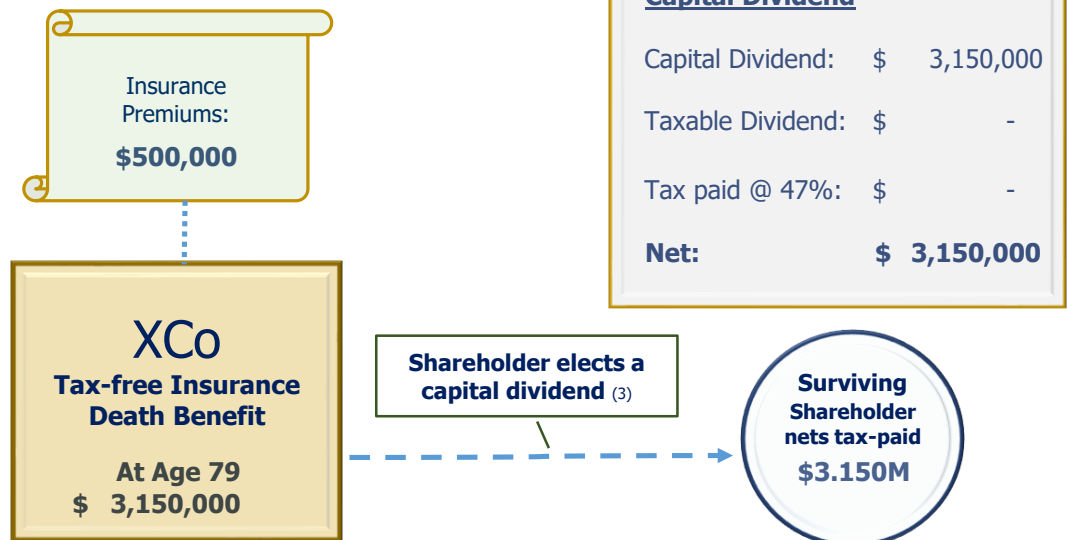 Insurance
Premiums:
$500,000
Capital Dividend
Capital Dividend: $ 3,150,000
Taxable Dividend: $ -
Tax paid @ 47%: $ -
Net: $ 3,150,000
XCo
Tax-free Insurance
Death Benefit
At Age 79
$ 3,150,000
Shareholder elects a
capital dividend (3)
Surviving
Shareholder
nets tax-paid
$3.150M